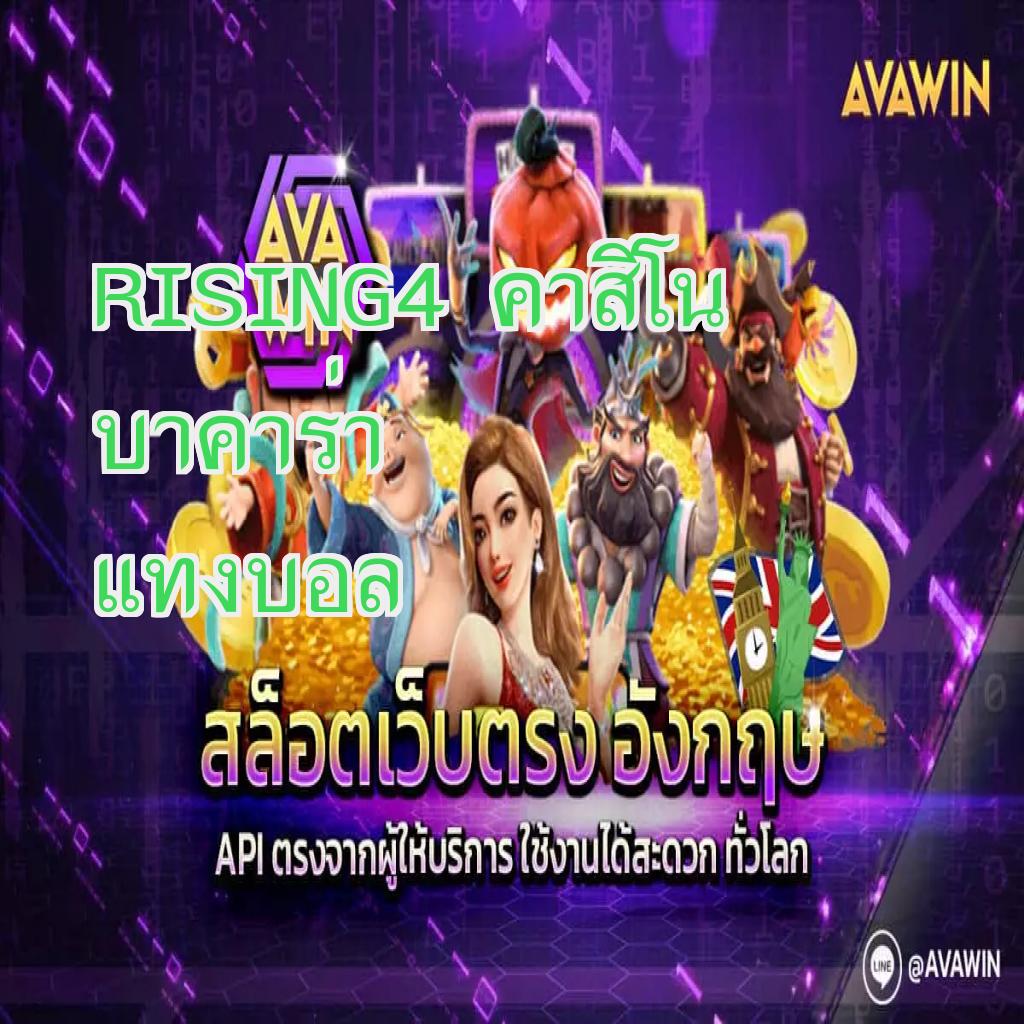 AVAWIN
AVA
WIN
RISING4 คาสิโน
บาคาร่า
แทงบอล
สล็อตเว็บตรง อังกฤษ
API ตรงจากผู้ให้บริการ ใช้งานได้สะดวก ทั่วโลก
LINE @AVAWIN